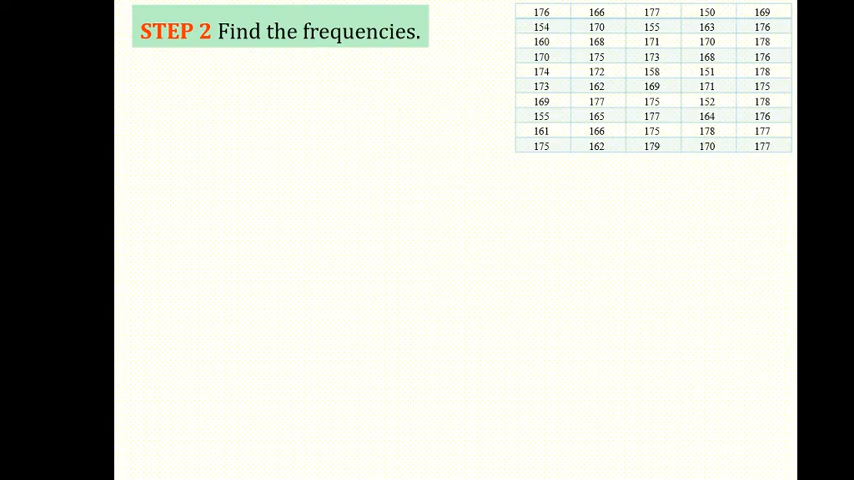 STEP 2 Find the frequencies.
176 166 177 150 169
154 170 155 163 176
160 168 171 170 178
170 175 173 168 176
174 172 158 151 178
173 162 169 171 175
169 177 175 152 178
155 165 177 164 176
161 166 175 178 177
175 162 179 170 177